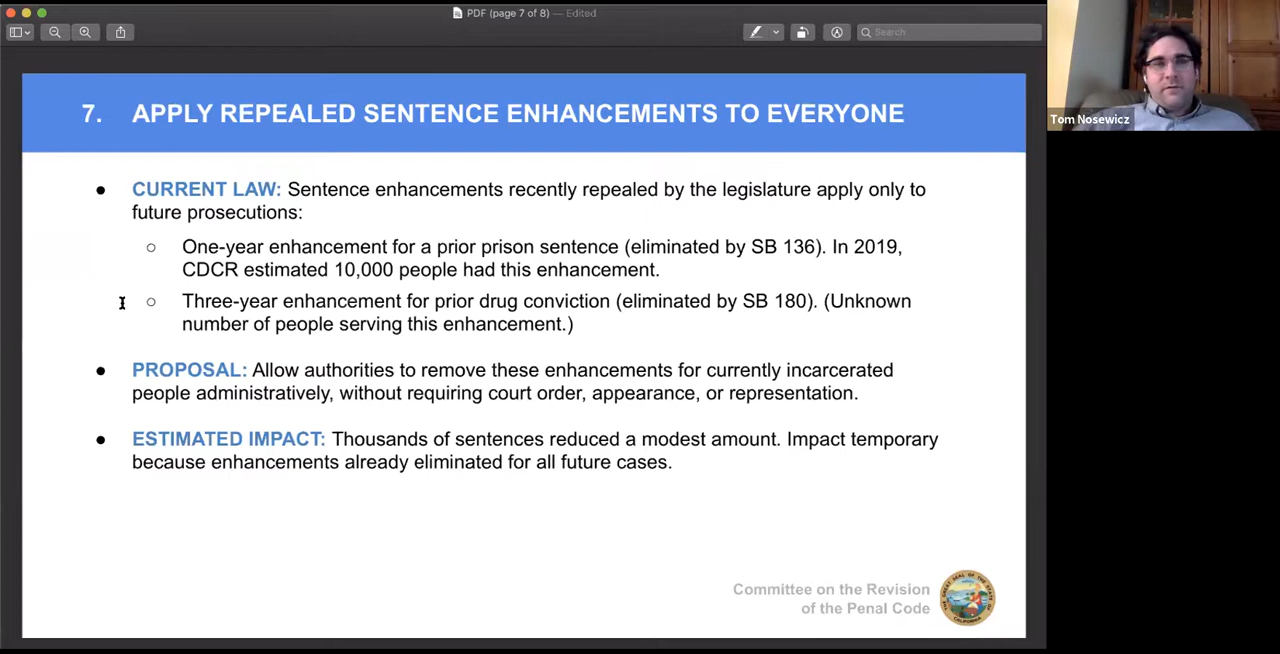 PDF (page 7 of 8) — Edited
Search
7. APPLY REPEALED SENTENCE ENHANCEMENTS TO EVERYONE
Tom Nosewicz
● CURRENT LAW: Sentence enhancements recently repealed by the legislature apply only to
future prosecutions:
○ One-year enhancement for a prior prison sentence (eliminated by SB 136). In 2019,
CDCR estimated 10,000 people had this enhancement.
○ Three-year enhancement for prior drug conviction (eliminated by SB 180). (Unknown
number of people serving this enhancement.)
● PROPOSAL: Allow authorities to remove these enhancements for currently incarcerated
people administratively, without requiring court order, appearance, or representation.
● ESTIMATED IMPACT: Thousands of sentences reduced a modest amount. Impact temporary
because enhancements already eliminated for all future cases.
Committee on the Revision
of the Penal Code